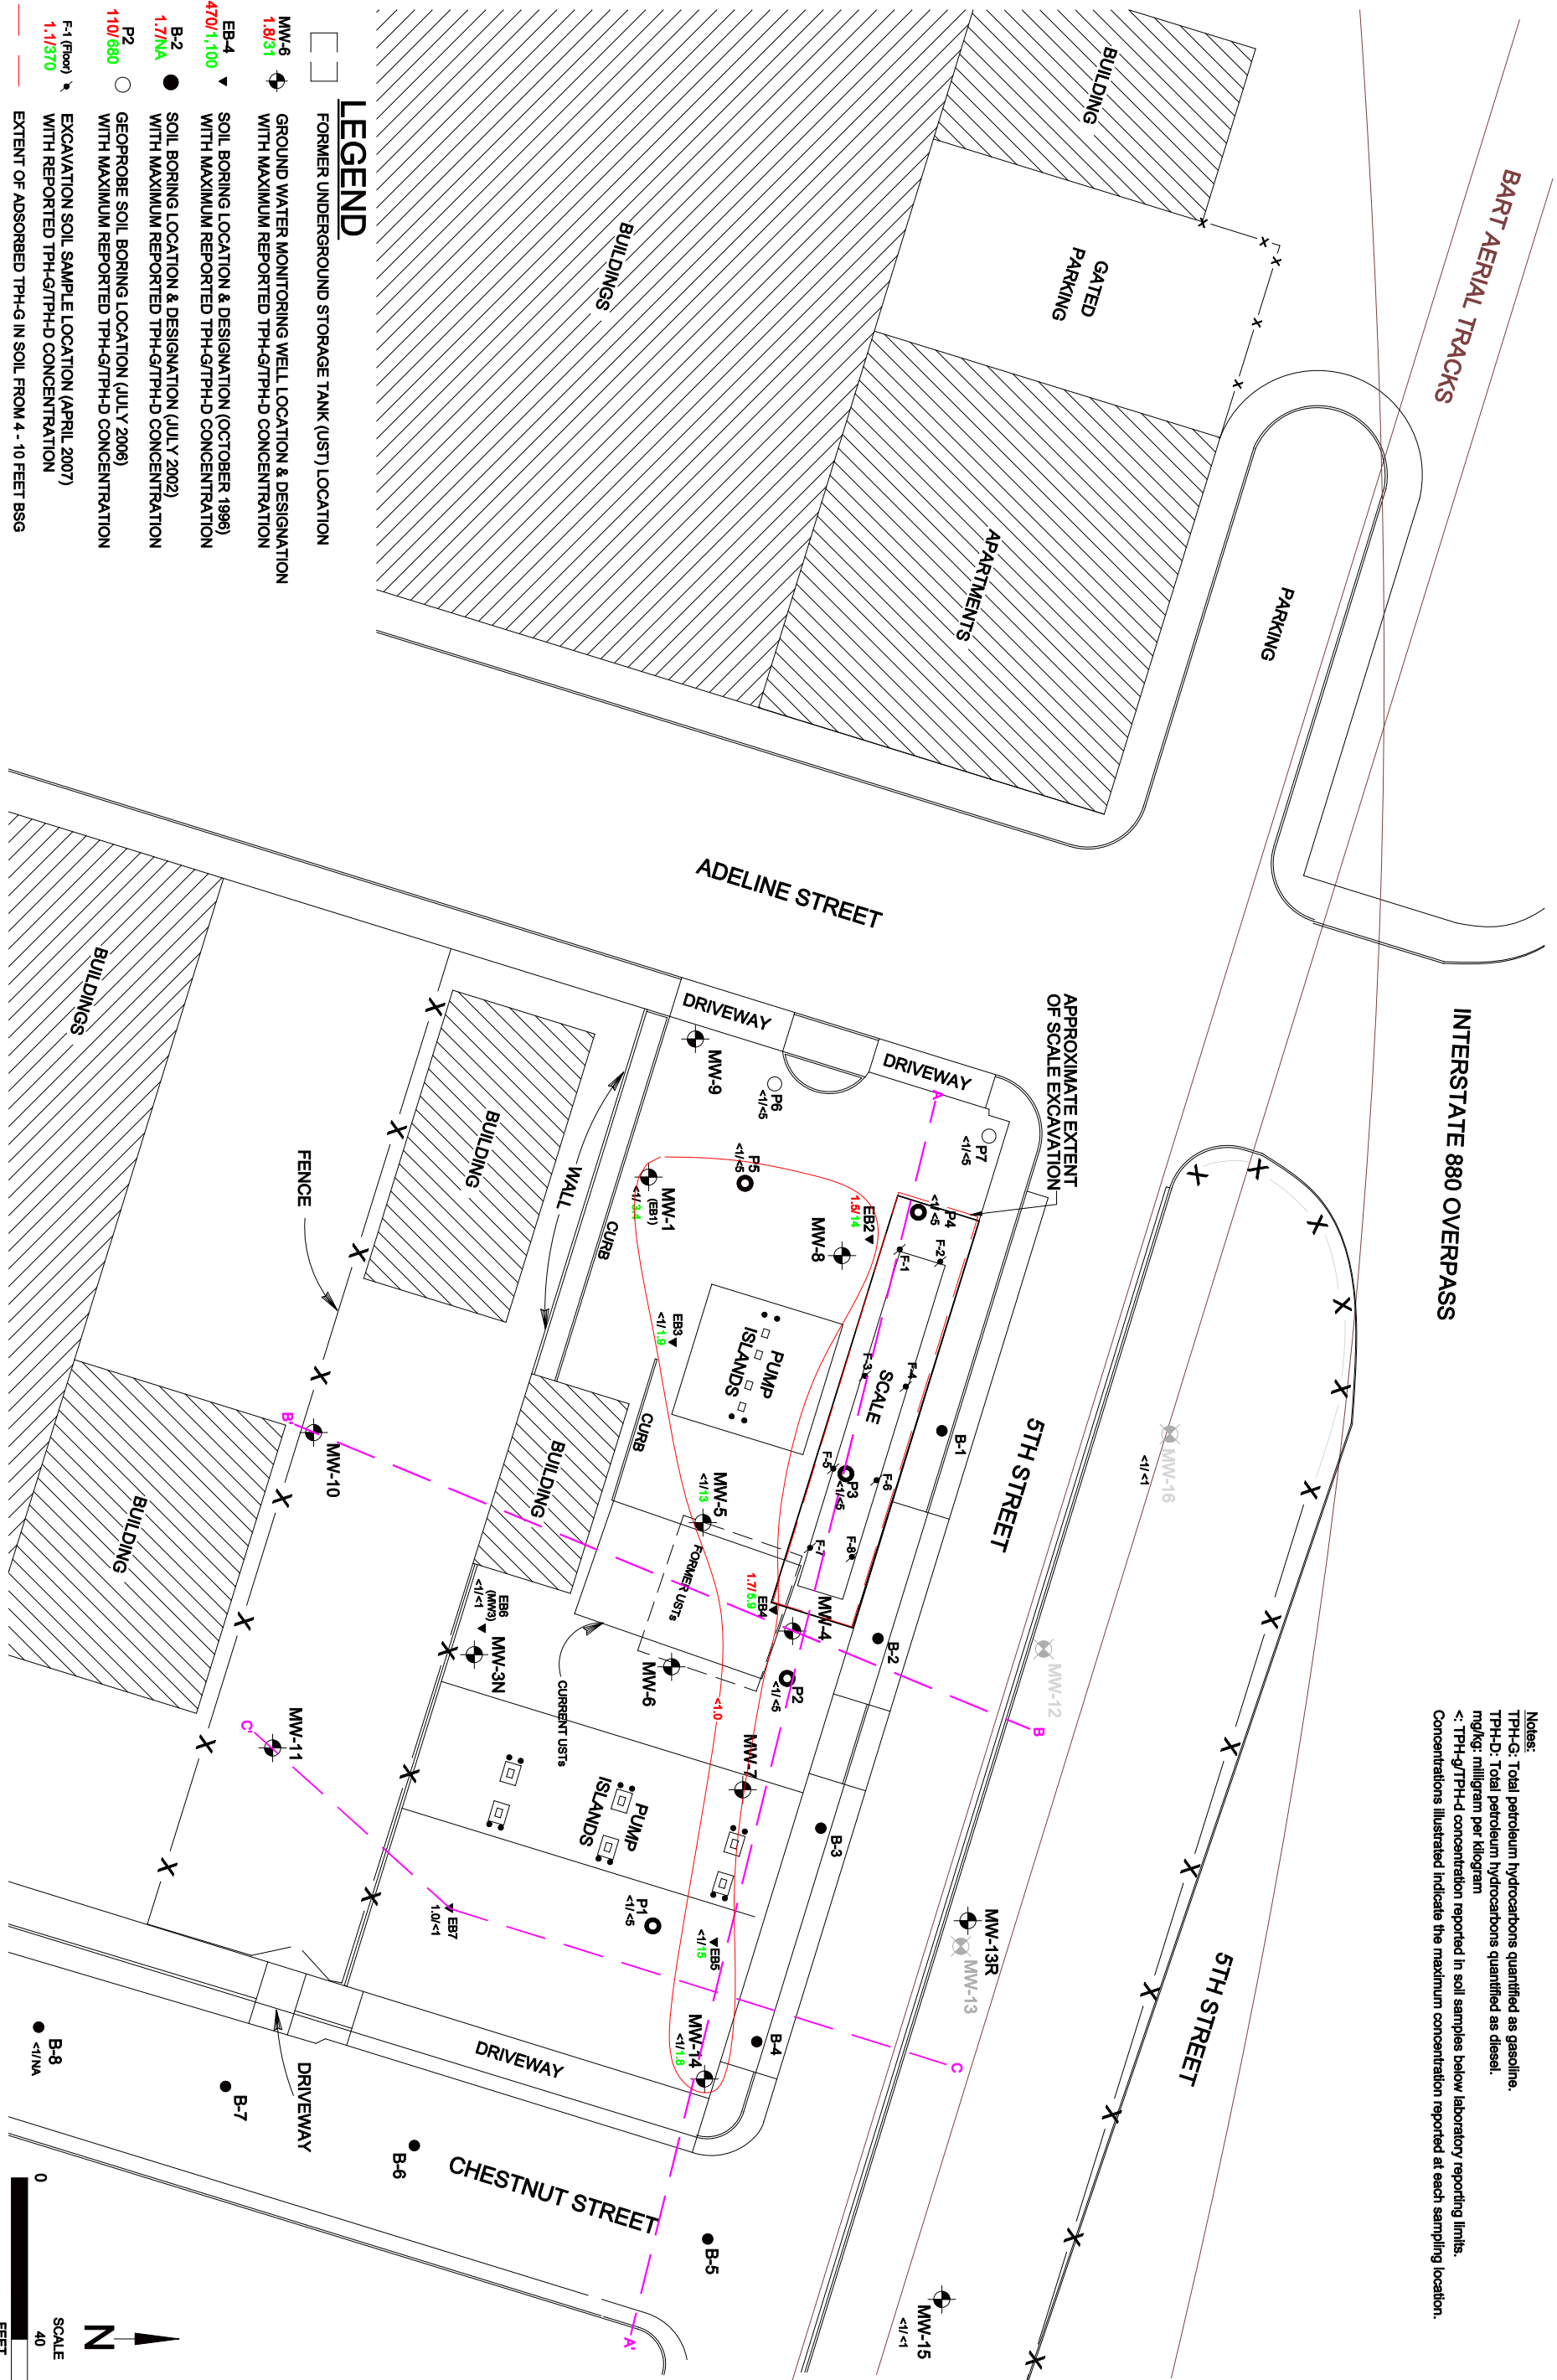 BART AERIAL TRACKS
INTERSTATE 880 OVERPASS
Notes:
TPH-G: Total petroleum hydrocarbons quantified as gasoline.
TPH-D: Total petroleum hydrocarbons quantified as diesel.
mg/kg: milligram per kilogram
<: TPH-g/TPH-d concentration reported in soil samples below laboratory reporting limits.
Concentrations illustrated indicate the maximum concentration reported at each sampling location.
BUILDING
GATED
PARKING
BUILDINGS
APARTMENTS
PARKING
ADELINE STREET
APPROXIMATE EXTENT
OF SCALE EXCAVATION
5TH STREET
5TH STREET
MW-16
<1/<1
MW-12
MW-13R
MW-13
MW-15
<1/<1
DRIVEWAY
DRIVEWAY
A
P7
<1/<5
P6
<1/<5
MW-9
P5
<1/<5
P4
<1/<5
EB2
1.5/14
MW-8
MW-1
(EB1)
<1/3.4
F-1
F-2
F-3
F-4
F-5
F-6
F-7
F-8
SCALE
P3
<1/<5
B-1
B-2
B-3
B-4
B
C
EB3
<1/1.9
PUMP
ISLANDS
MW-5
<1/13
FORMER USTs
EB4
1.7/5.9
MW-4
P2
<1/<5
MW-6
<1.0
MW-7
CURRENT USTs
PUMP
ISLANDS
P1
<1/<5
EB5
<1/15
MW-14
<1/1.8
EB7
1.0/<1
EB6
(MW3)
<1/<1
MW-3N
CURB
CURB
WALL
BUILDING
BUILDING
FENCE
B'
MW-10
BUILDING
BUILDINGS
C'
MW-11
DRIVEWAY
DRIVEWAY
CHESTNUT STREET
B-5
B-6
B-7
B-8
<1/NA
A'
N
SCALE
0
40
FEET
LEGEND
FORMER UNDERGROUND STORAGE TANK (UST) LOCATION
MW-6
1.8/31
GROUND WATER MONITORING WELL LOCATION & DESIGNATION
WITH MAXIMUM REPORTED TPH-G/TPH-D CONCENTRATION
EB-4
470/1,100
SOIL BORING LOCATION & DESIGNATION (OCTOBER 1996)
WITH MAXIMUM REPORTED TPH-G/TPH-D CONCENTRATION
B-2
1.7/NA
SOIL BORING LOCATION & DESIGNATION (JULY 2002)
WITH MAXIMUM REPORTED TPH-G/TPH-D CONCENTRATION
P2
110/680
GEOPROBE SOIL BORING LOCATION (JULY 2006)
WITH MAXIMUM REPORTED TPH-G/TPH-D CONCENTRATION
F-1 (Floor)
1.1/370
EXCAVATION SOIL SAMPLE LOCATION (APRIL 2007)
WITH REPORTED TPH-G/TPH-D CONCENTRATION
EXTENT OF ADSORBED TPH-G IN SOIL FROM 4 - 10 FEET BSG